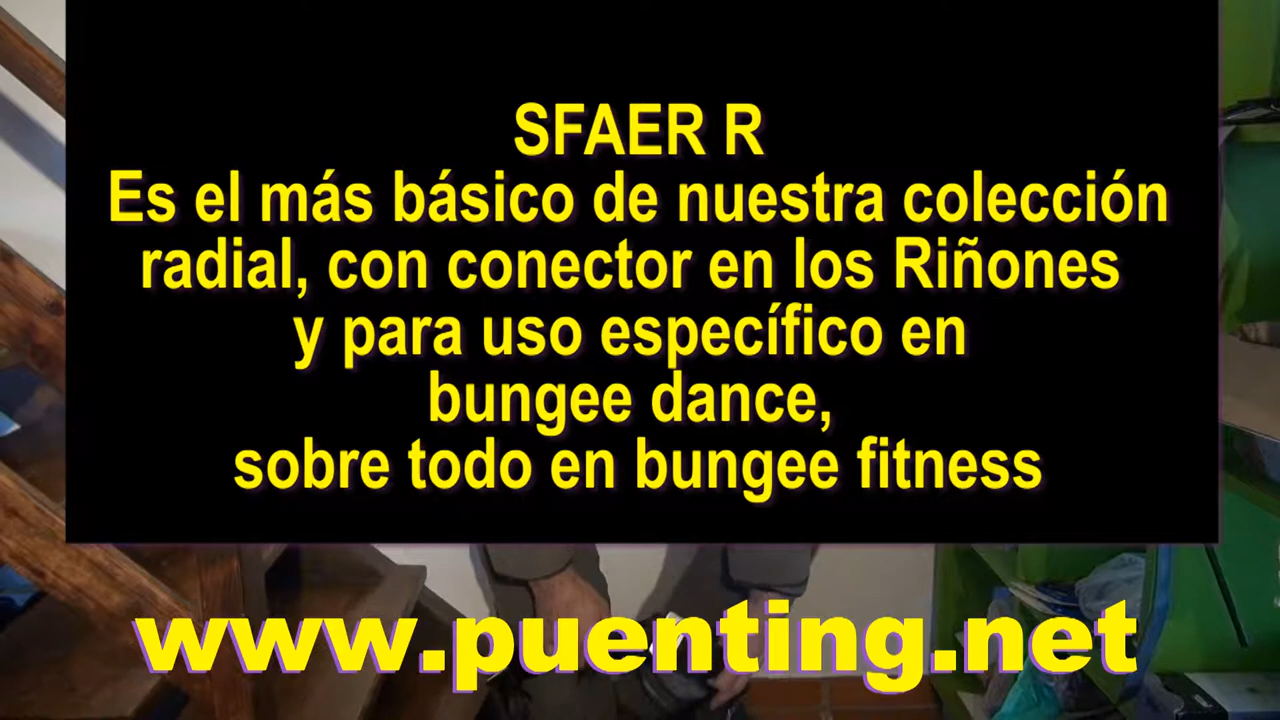 SFAER R
Es el más básico de nuestra colección
radial, con conector en los Riñones
y para uso específico en
bungee dance,
sobre todo en bungee fitness
www.puenting.net